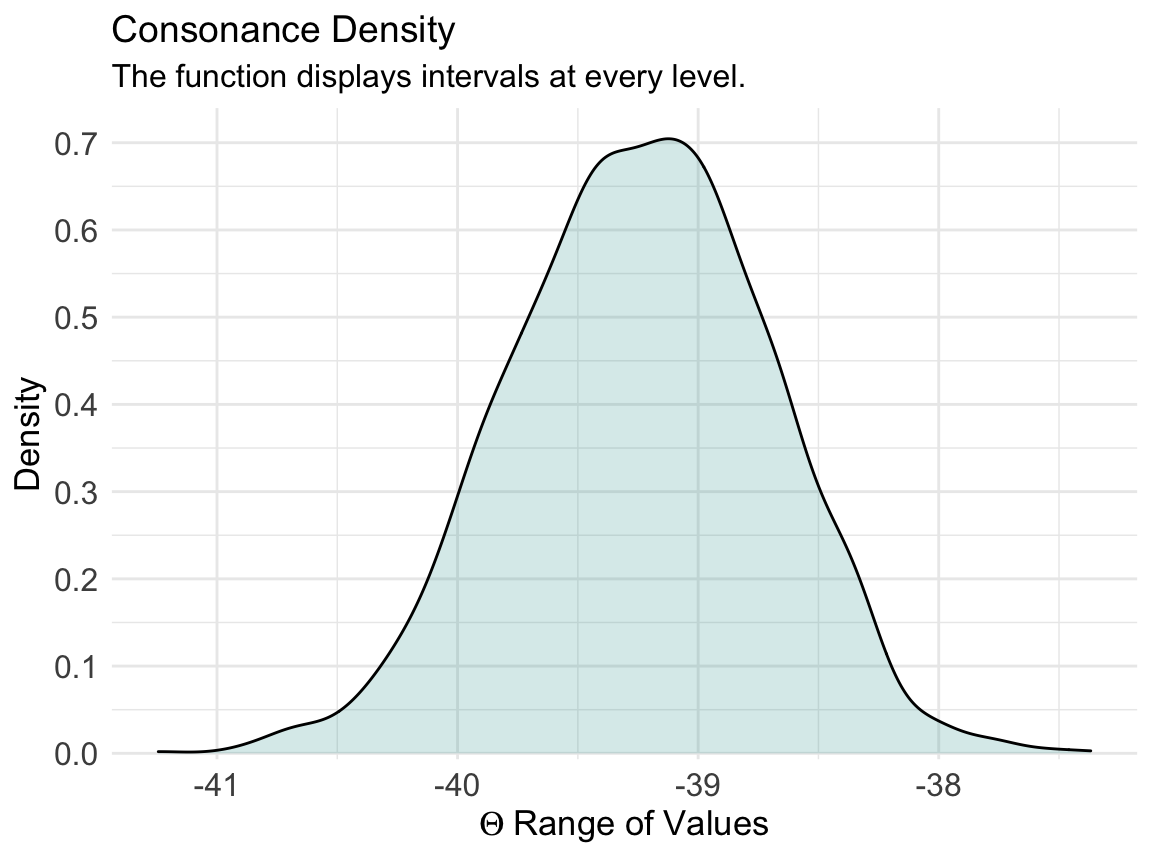 Consonance Density
The function displays intervals at every level.
0.7
0.6
0.5
0.4
0.3
0.2
0.1
0.0
Density
-41 -40 -39 -38
Θ Range of Values